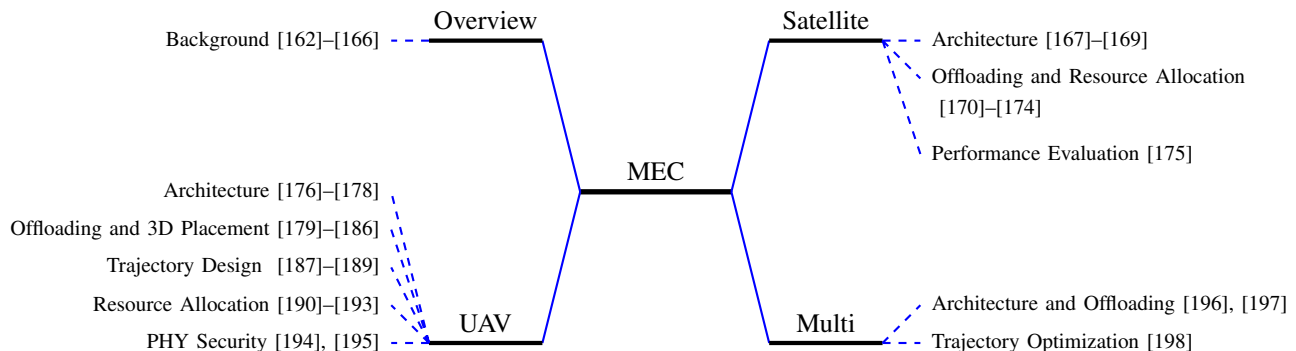 Overview
Background [162]–[166]
Satellite
Architecture [167]–[169]
Offloading and Resource Allocation
[170]–[174]
Performance Evaluation [175]
MEC
Architecture [176]–[178]
Offloading and 3D Placement [179]–[186]
Trajectory Design [187]–[189]
Resource Allocation [190]–[193]
PHY Security [194], [195]
UAV
Multi
Architecture and Offloading [196], [197]
Trajectory Optimization [198]